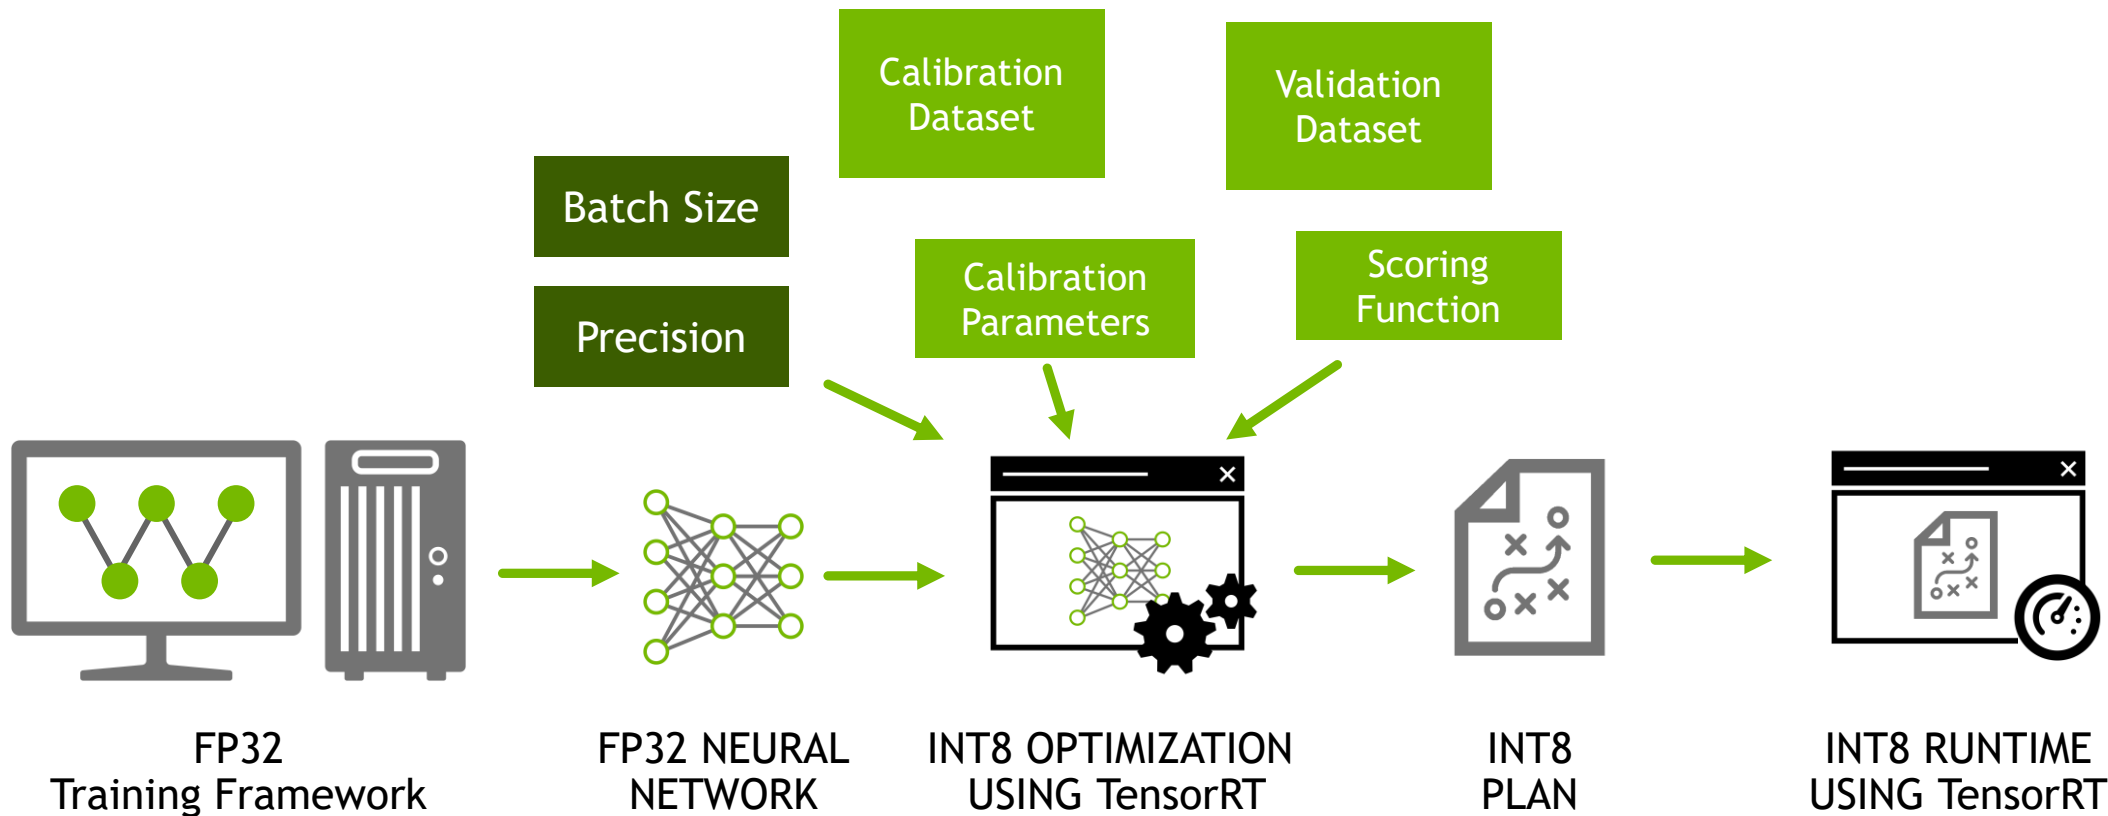 Calibration
Dataset
Validation
Dataset
Batch Size
Precision
Calibration
Parameters
Scoring
Function
FP32
Training Framework
FP32 NEURAL
NETWORK
INT8 OPTIMIZATION
USING TensorRT
INT8
PLAN
INT8 RUNTIME
USING TensorRT